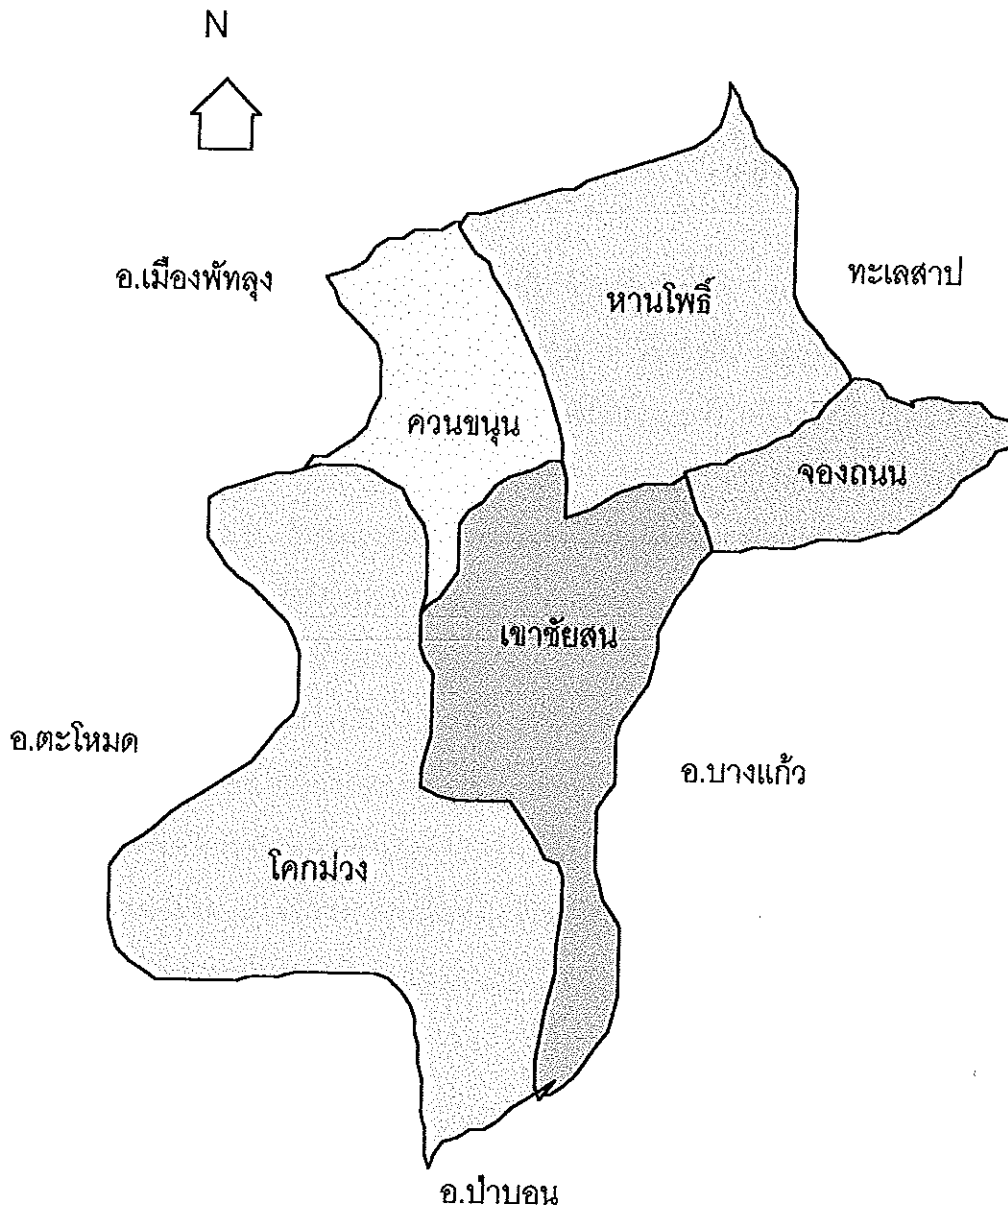 N
อ.เมืองพัทลุง
ทะเลสาป
หานโพธิ์
ควนขนุน
จองถนน
เขาชัยสน
อ.ตะโหมด
อ.บางแก้ว
โคกม่วง
อ.ป่าบอน